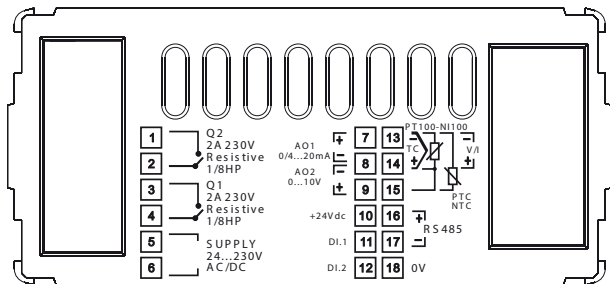 1
Q2
2A 230V
2
Resistive
1/8HP
3
Q1
2A 230V
4
Resistive
1/8HP
5
SUPPLY
24...230V
6
AC/DC
PT100-NI100
AO1
+
7
13
−
TC
V/I
0/4...20mA
−
8
14
+
+
AO2
−
0...10V
+
9
15
PTC
NTC
+24Vdc
10
16
+
RS485
DI.1
11
17
−
DI.2
12
18
0V